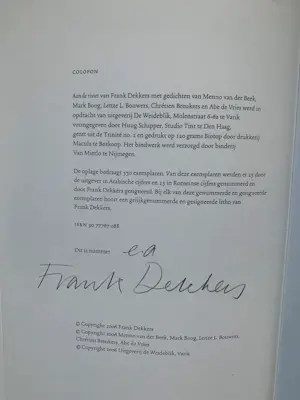 COLOFON
Aan de rivier van Frank Dekkers met gedichten van Menno van der Beek,
Mark Boog, Lenze L. Bouwers, Chrétien Breukers en Abe de Vries werd in
opdracht van uitgeverij De Weideblik, Molenstraat 6-6a te Varik
vormgegeven door Huug Schipper, Studio Tint te Den Haag,
gezet uit de Trinité no. 2 en gedrukt op 120 grams Biotop door drukkerij
Macula te Boskoop. Het bindwerk werd verzorgd door binderij
Van Mierlo te Nijmegen.
De oplage bedraagt 550 exemplaren. Van deze exemplaren werden er 25 door
de uitgever in Arabische cijfers en 25 in Romeinse cijfers genummerd en
door Frank Dekkers gesigneerd. Bij elk van deze genummerde en gesigneerde
exemplaren hoort een gelijkgenummerde en gesigneerde litho van
Frank Dekkers.
ISBN 90 77767
Dit is nummer e.a
Frank Dekkers
© Copyright 2006 Frank Dekkers
© Copyright 2006 Menno van der Beek, Mark Boog, Lenze L. Bouwers,
Chrétien Breukers, Abe de Vries
© Copyright 2006 Uitgeverij De Weideblik, Varik